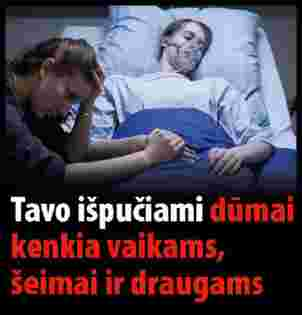 Tavo išpučiami dūmai
kenkia vaikams,
šeimai ir draugams